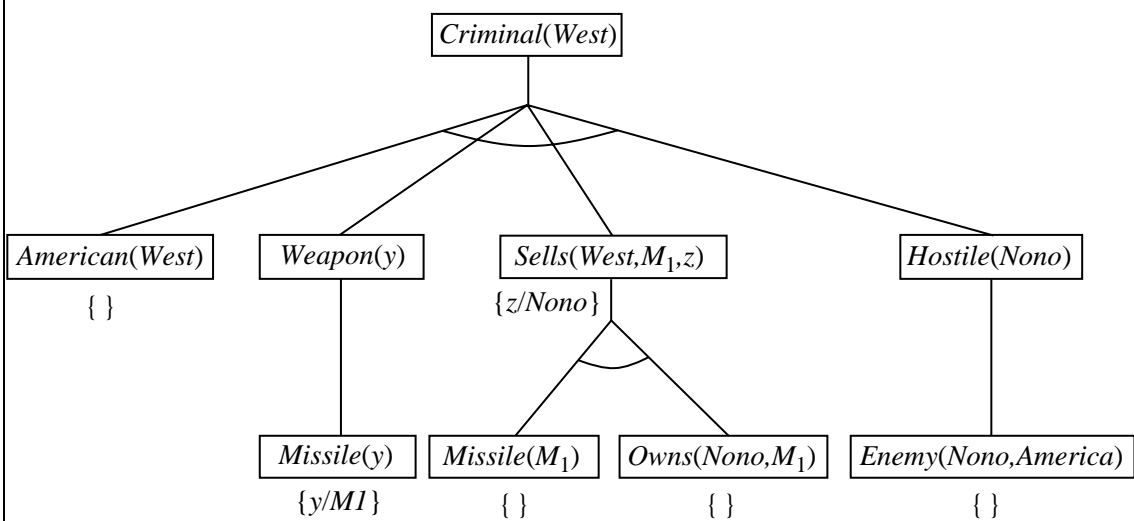 Criminal(West)
American(West) Weapon(y) Sells(West,M₁,z) Hostile(Nono)
{ } {z/Nono}
Missile(y) Missile(M₁) Owns(Nono,M₁) Enemy(Nono,America)
{y/M1} { } { } { }